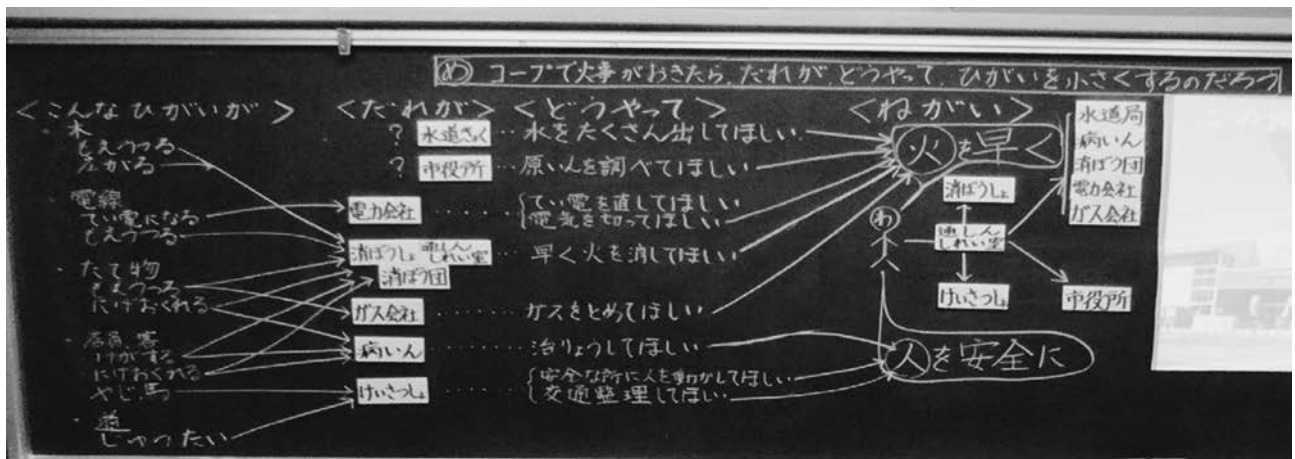 め コープで火事がおきたら、だれが、どうやって、ひがいを小さくするのだろう
<こんなひがいが>
・木
もえうつる
・電線
てい電になる
もえうつる
・たて物
もえうつる
にげおくれる
・店員、客
けがする
にげおくれる
やじ馬
・道
じゅうたい
<だれが>
? 水道きょく
? 市役所
電力会社
消ぼうしょ 通しんしれい室
消ぼう団
ガス会社
病いん
けいさつしょ
<どうやって>
水をたくさん出してほしい
原いんを調べてほしい
てい電を直してほしい
電気を切ってほしい
早く火を消してほしい
ガスをとめてほしい
治りょうしてほしい
安全な所に人を動かしてほしい
交通整理してほしい
<ねがい>
火を早く
消ぼうしょ
通しん
しれい室
けいさつしょ
市役所
人を安全に
水道局
病いん
消ぼう団
電力会社
ガス会社